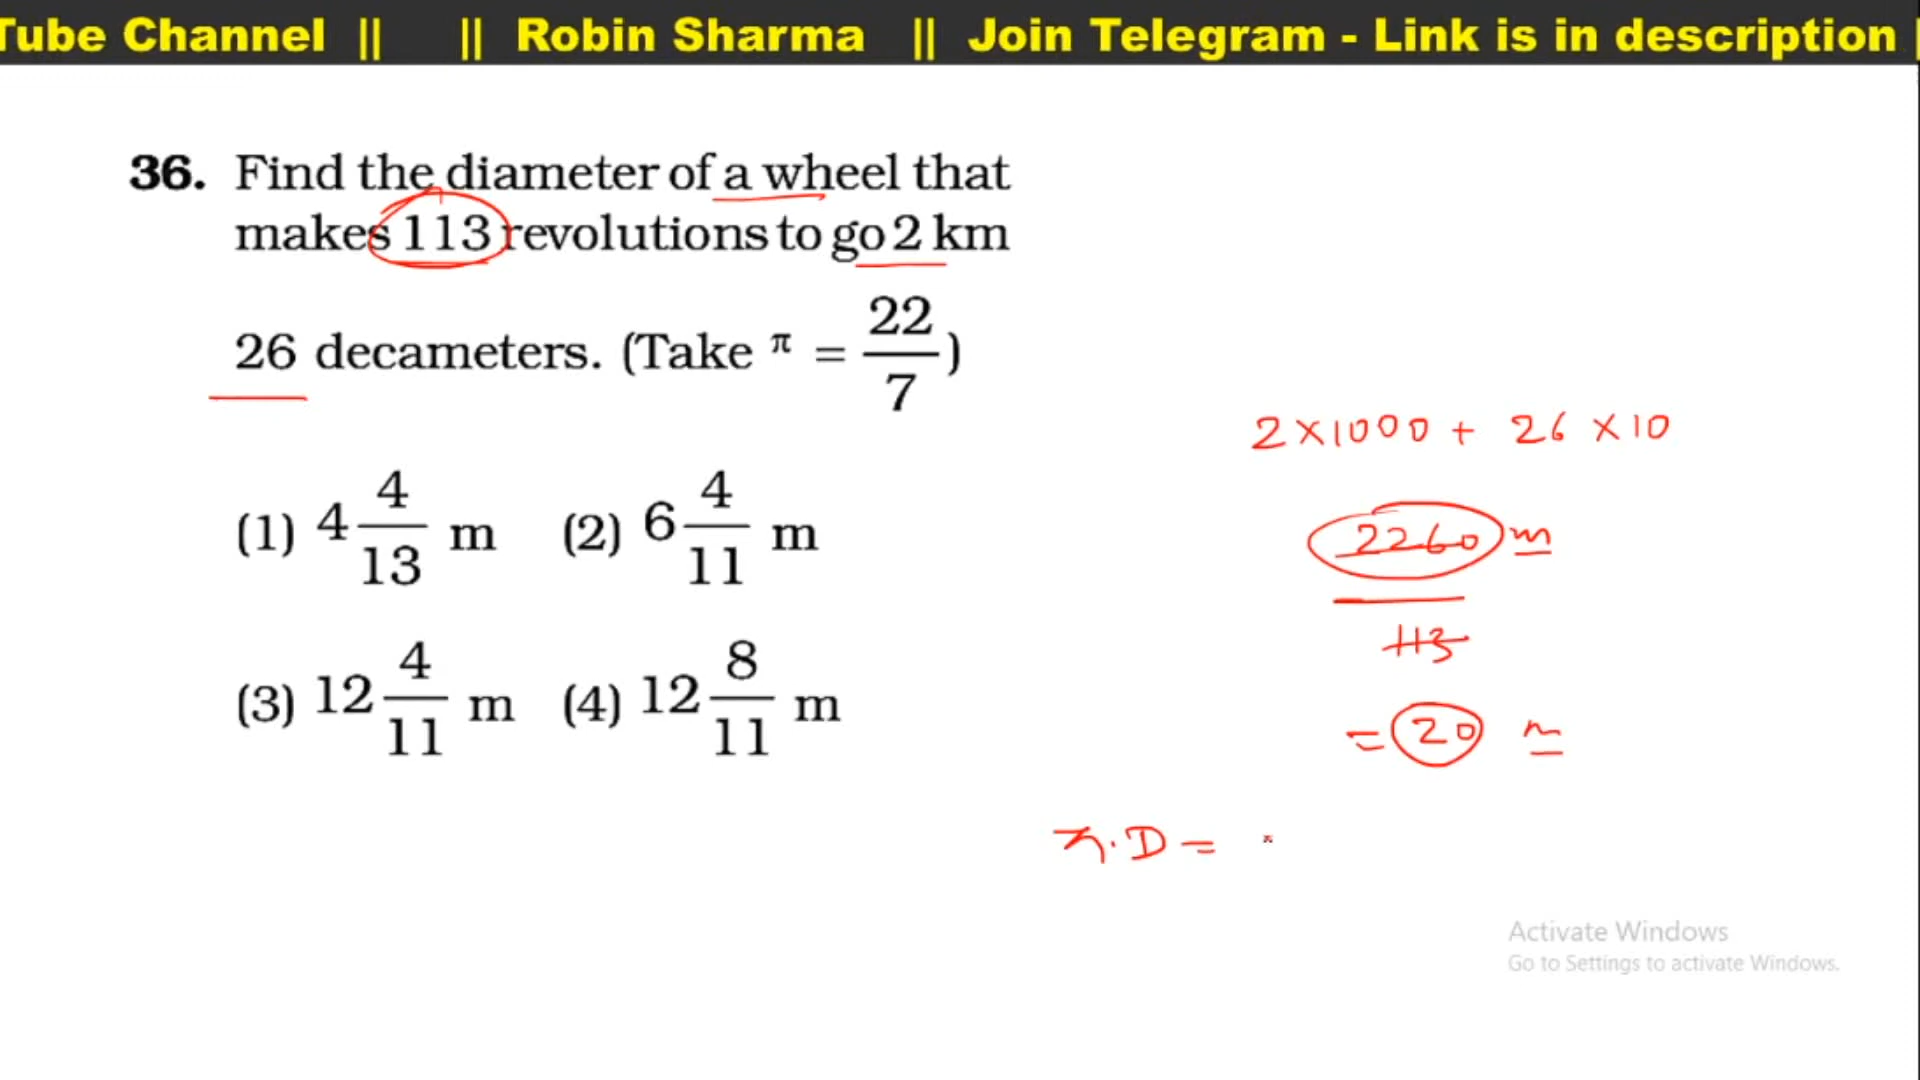 Tube Channel || || Robin Sharma || Join Telegram - Link is in description |
36. Find the diameter of a wheel that
makes 113 revolutions to go 2 km
26 decameters. (Take π = 22/7)
(1) 4 4/13 m (2) 6 4/11 m
(3) 12 4/11 m (4) 12 8/11 m
2×1000 + 26 ×10
2260 m
113
= 20 m
π.D =
Activate Windows
Go to Settings to activate Windows.